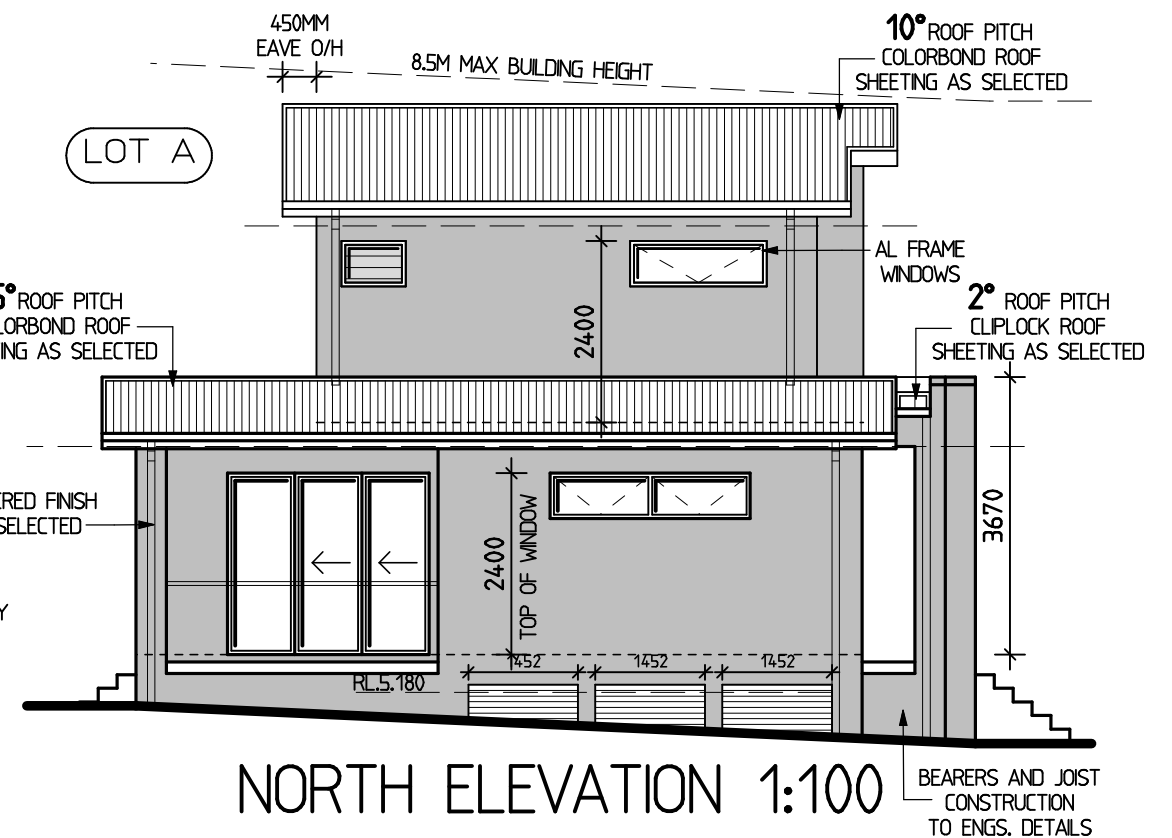 450MM
EAVE O/H
8.5M MAX BUILDING HEIGHT
10° ROOF PITCH
COLORBOND ROOF
SHEETING AS SELECTED
LOT A
AL FRAME
WINDOWS
ROOF PITCH
ROOF
AS SELECTED
2400
2° ROOF PITCH
CLIPLOCK ROOF
SHEETING AS SELECTED
FINISH
SELECTED
2400
TOP OF WINDOW
3670
1452
1452
1452
RL.5.180
NORTH ELEVATION 1:100
BEARERS AND JOIST
CONSTRUCTION
TO ENGS. DETAILS